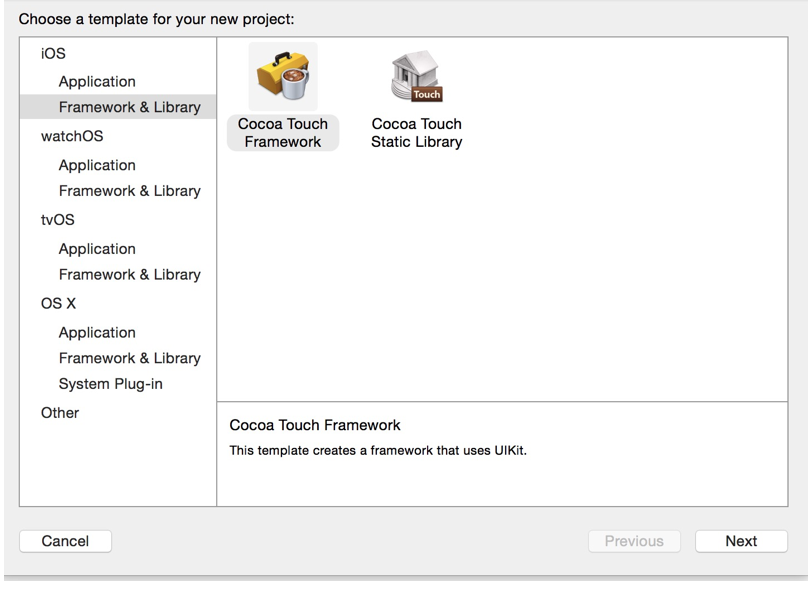 Choose a template for your new project:
iOS
Application
Framework & Library
watchOS
Application
Framework & Library
tvOS
Application
Framework & Library
OS X
Application
Framework & Library
System Plug-in
Other
Cocoa Touch
Framework
Touch
Cocoa Touch
Static Library
Cocoa Touch Framework
This template creates a framework that uses UIKit.
Cancel
Previous
Next